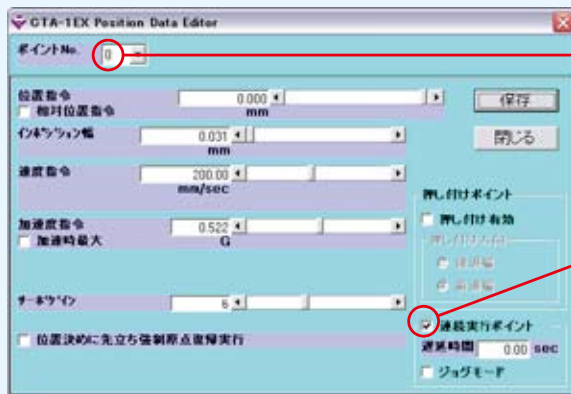 CTA-1EX Position Data Editor
ポイントNo. 0
位置指令 0.000
相対位置指令 mm
保存
インポジション幅 0.031
mm
閉じる
速度指令 200.00
mm/sec
押し付けポイント
押し付け有効
加速度指令 0.522
加速時最大 G
サーボゲイン 6
連続実行ポイント
遅延時間 0.00 sec
位置決めに先立ち強制原点復帰実行
ジョグモード